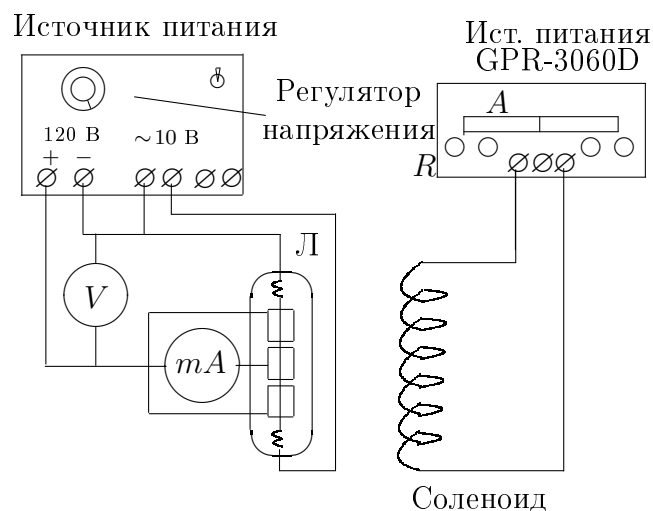 Источник питания
Ист. питания
GPR-3060D
Регулятор
напряжения
A
120 В
~10 В
+ −
R
Л
V
mA
Соленоид